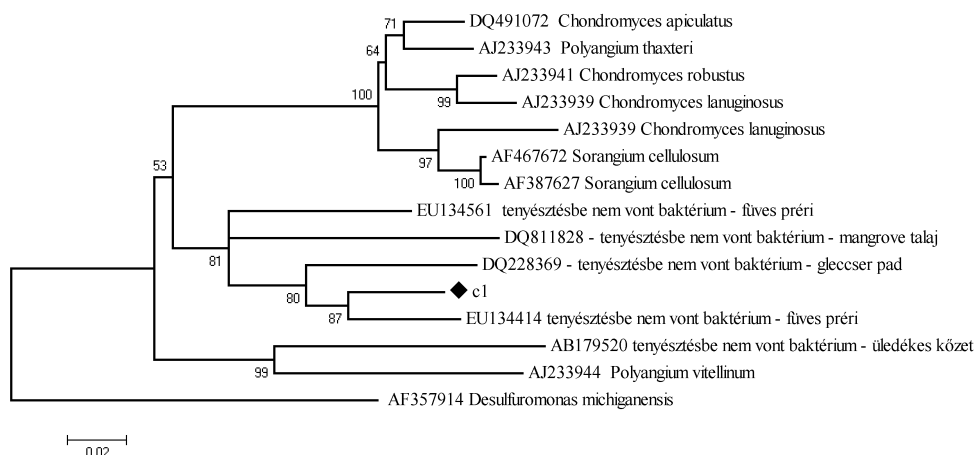 71
DQ491072 Chondromyces apiculatus
64
AJ233943 Polyangium thaxteri
AJ233941 Chondromyces robustus
100
99
AJ233939 Chondromyces lanuginosus
AJ233939 Chondromyces lanuginosus
97
AF467672 Sorangium cellulosum
53
100
AF387627 Sorangium cellulosum
EU134561 tenyésztésbe nem vont baktérium - füves préri
DQ811828 - tenyésztésbe nem vont baktérium - mangrove talaj
81
DQ228369 - tenyésztésbe nem vont baktérium - gleccser pad
80
c1
87
EU134414 tenyésztésbe nem vont baktérium - füves préri
AB179520 tenyésztésbe nem vont baktérium - üledékes kőzet
99
AJ233944 Polyangium vitellinum
AF357914 Desulfuromonas michiganensis
0.02